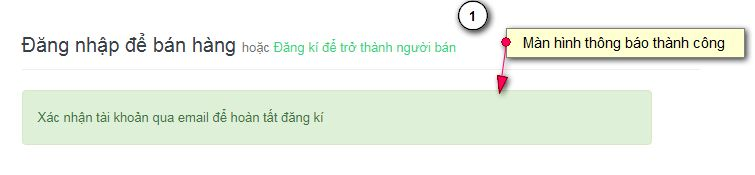 1
Màn hình thông báo thành công
Đăng nhập để bán hàng hoặc Đăng kí để trở thành người bán
Xác nhận tài khoản qua email để hoàn tất đăng kí